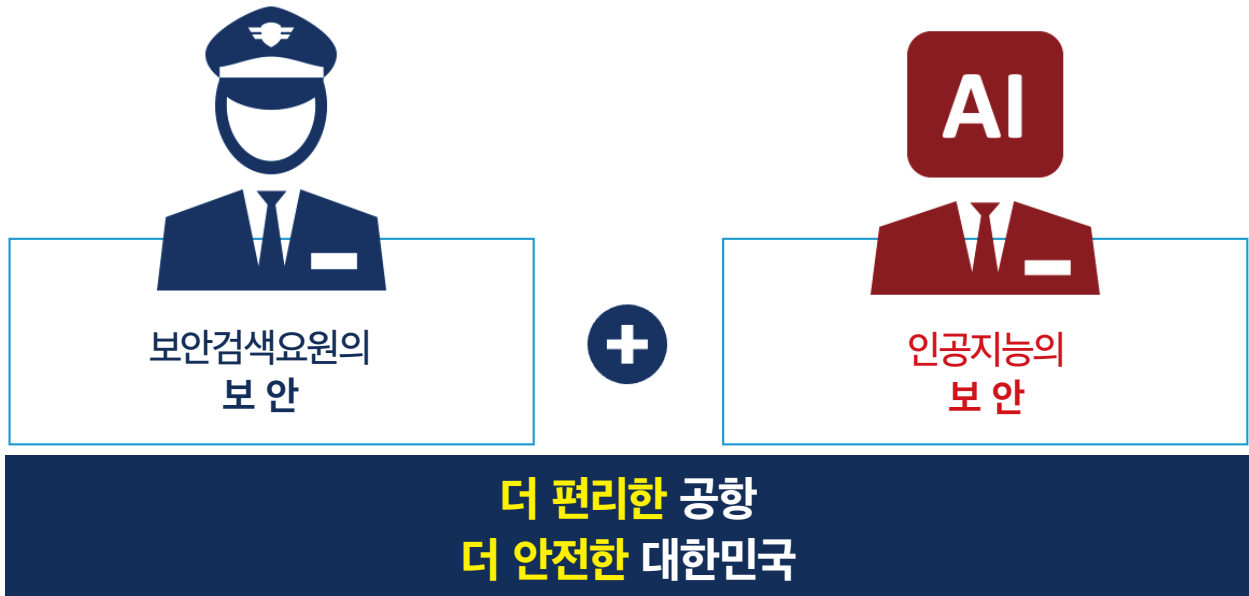 AI
보안검색요원의
보 안
인공지능의
보 안
더 편리한 공항
더 안전한 대한민국